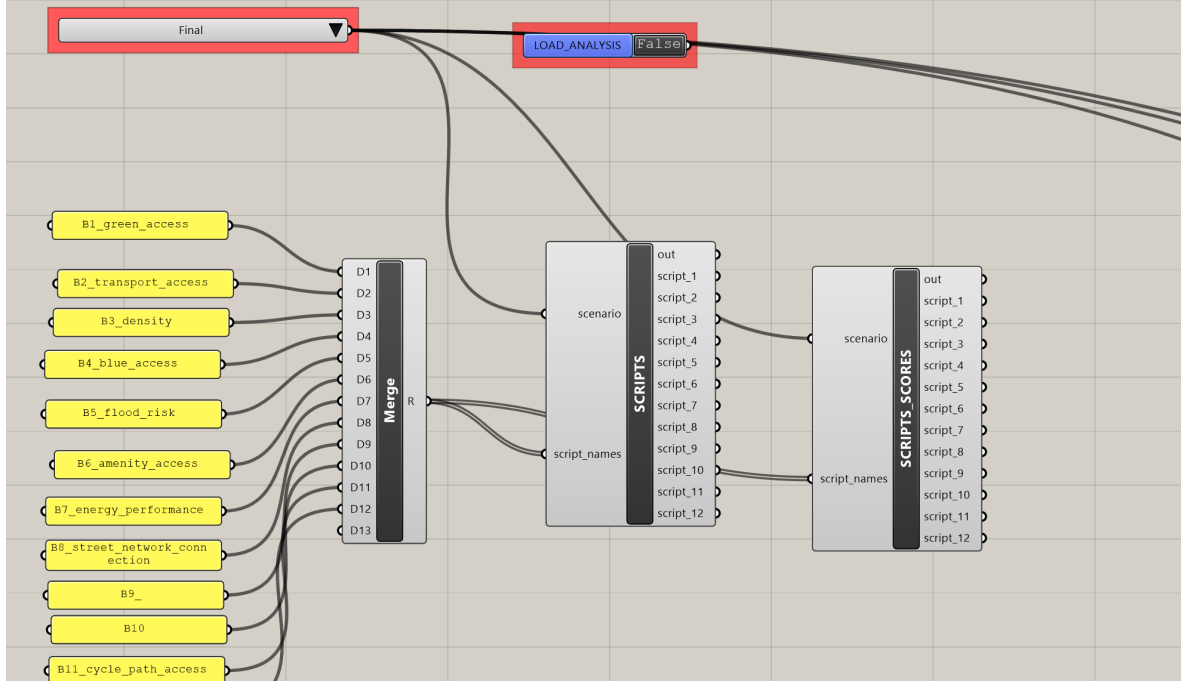 Final
LOAD_ANALYSIS False
B1_green_access
B2_transport_access
B3_density
B4_blue_access
B5_flood_risk
B6_amenity_access
B7_energy_performance
B8_street_network_conn
ection
B9_
B10
B11_cycle_path_access
D1
D2
D3
D4
D5
D6
D7
D8
D9
D10
D11
D12
D13
Merge
R
scenario
script_names
SCRIPTS
out
script_1
script_2
script_3
script_4
script_5
script_6
script_7
script_8
script_9
script_10
script_11
script_12
scenario
script_names
SCRIPTS_SCORES
out
script_1
script_2
script_3
script_4
script_5
script_6
script_7
script_8
script_9
script_10
script_11
script_12